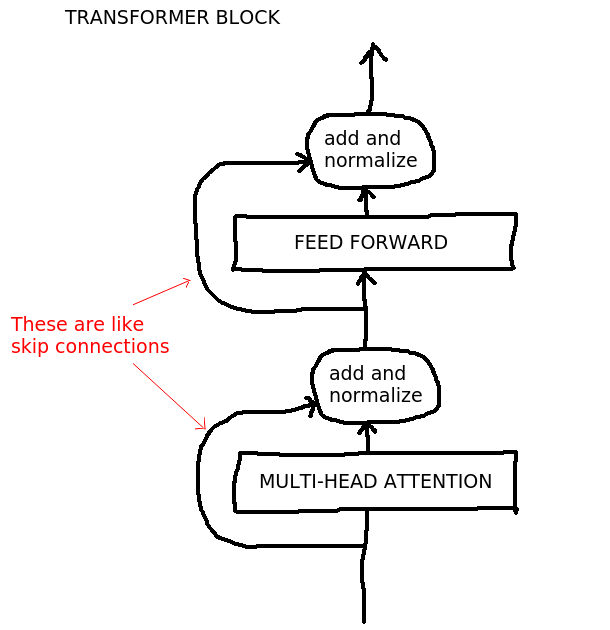 TRANSFORMER BLOCK
add and
normalize
FEED FORWARD
These are like
skip connections
add and
normalize
MULTI-HEAD ATTENTION